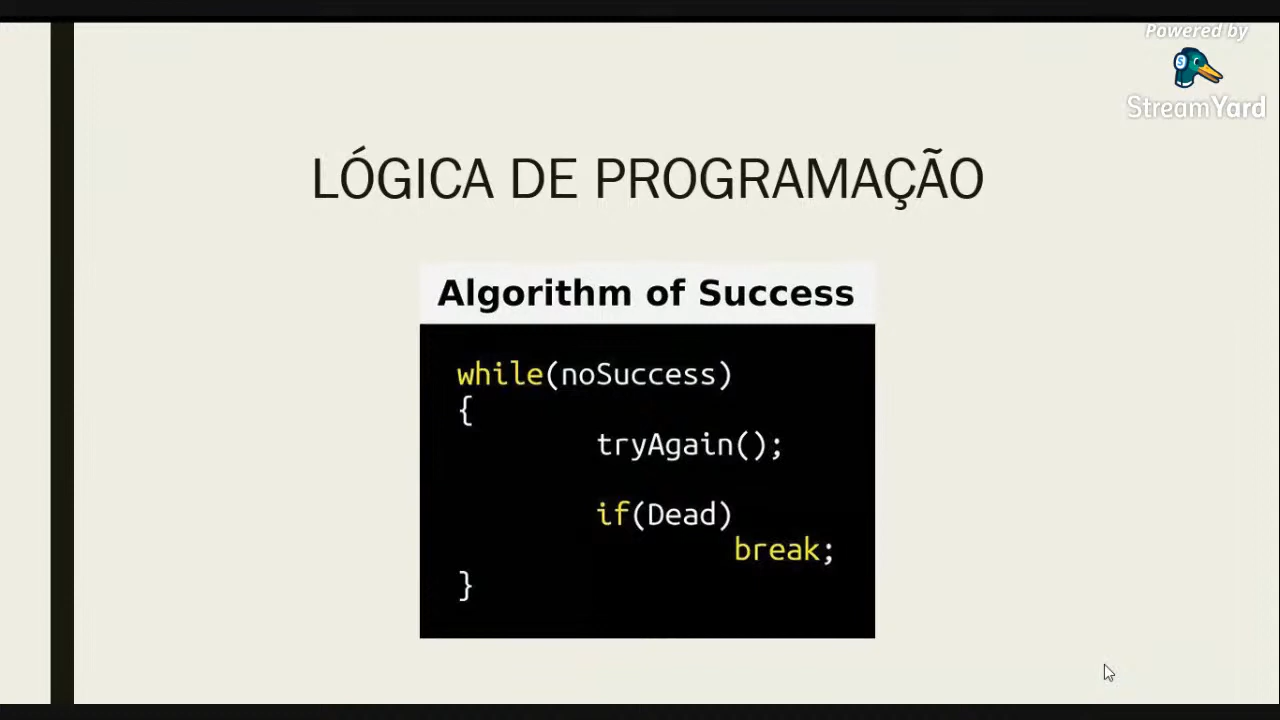 Powered by
StreamYard
LÓGICA DE PROGRAMAÇÃO
Algorithm of Success
while(noSuccess)
{
tryAgain();
if(Dead)
break;
}